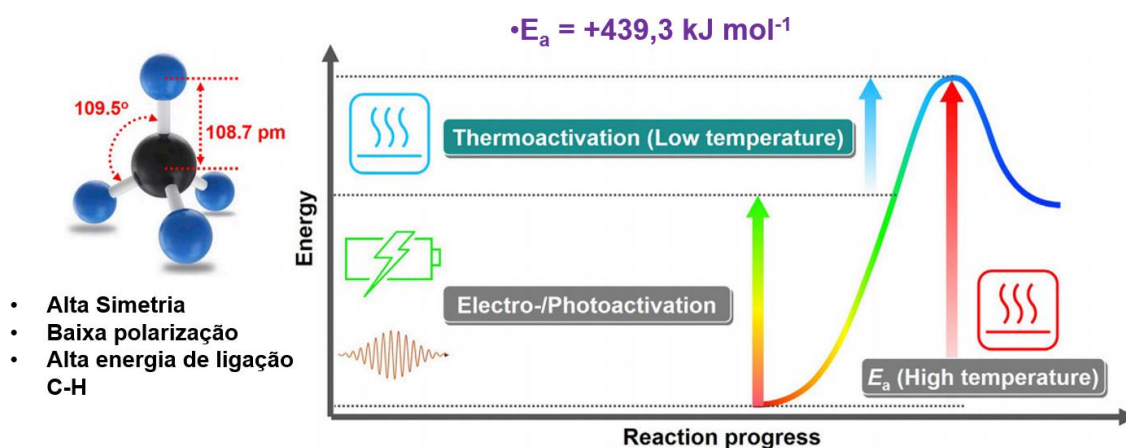 •Ea = +439,3 kJ mol-1
109.5º
108.7 pm
• Alta Simetria
• Baixa polarização
• Alta energia de ligação
C-H
Energy
Thermoactivation (Low temperature)
Electro-/Photoactivation
Ea (High temperature)
Reaction progress